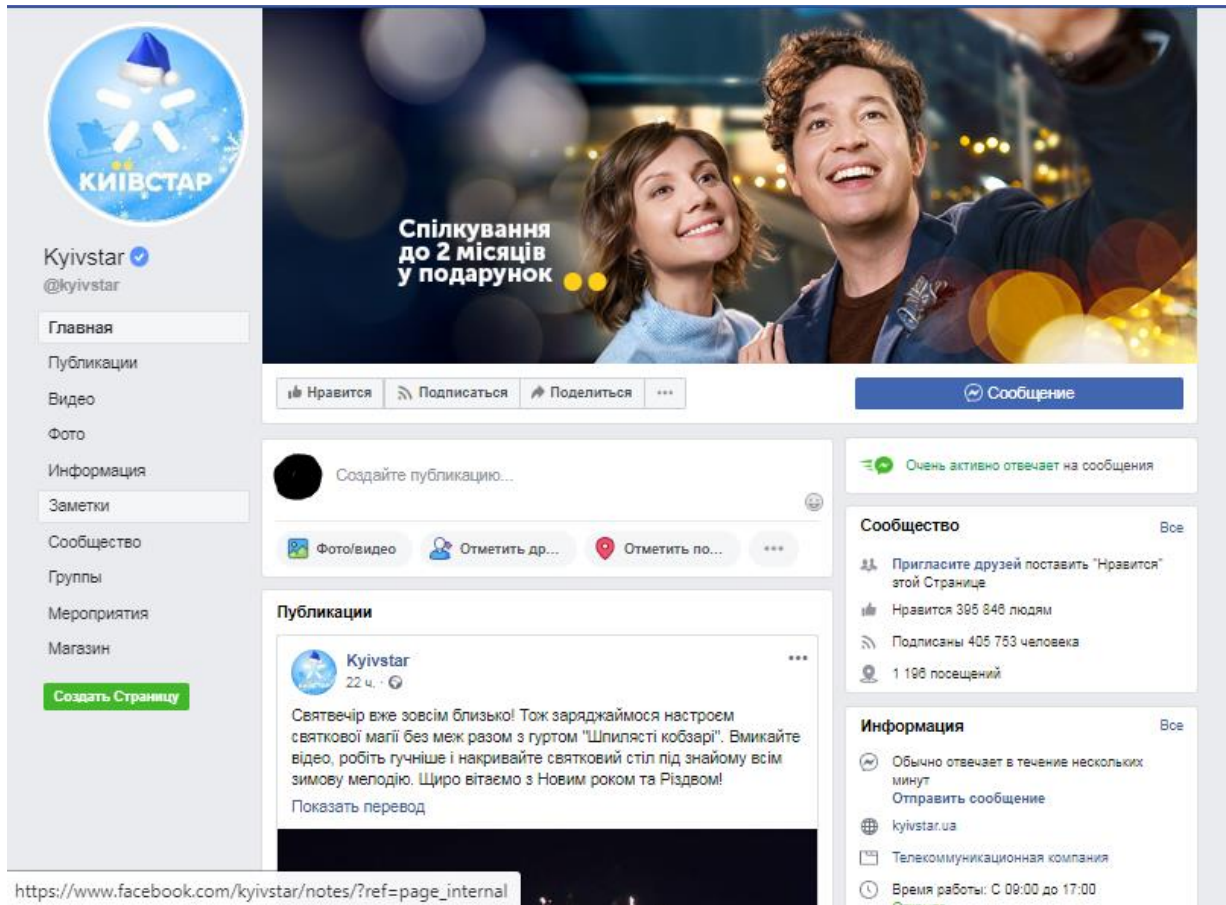 КИЇВСТАР
Kyivstar
@kyivstar
Главная
Публикации
Видео
Фото
Информация
Заметки
Сообщество
Группы
Мероприятия
Магазин
Создать Страницу
Спілкування
до 2 місяців
у подарунок
Нравится
Подписаться
Поделиться
Сообщение
Создайте публикацию...
Фото/видео
Отметить др...
Отметить по...
Публикации
Kyivstar
22 ч. ·
Святвечір вже зовсім близько! Тож заряджаймося настроєм
святкової магії без меж разом з гуртом "Шпилясті кобзарі". Вмикайте
відео, робіть гучніше і накривайте святковий стіл під знайому всім
зимову мелодію. Щиро вітаємо з Новим роком та Різдвом!
Показать перевод
Очень активно отвечает на сообщения
Сообщество
Все
Пригласите друзей поставить "Нравится"
этой Странице
Нравится 395 846 людям
Подписаны 405 753 человека
1 196 посещений
Информация
Все
Обычно отвечает в течение нескольких
минут
Отправить сообщение
kyivstar.ua
Телекоммуникационная компания
Время работы: С 09:00 до 17:00
https://www.facebook.com/kyivstar/notes/?ref=page_internal